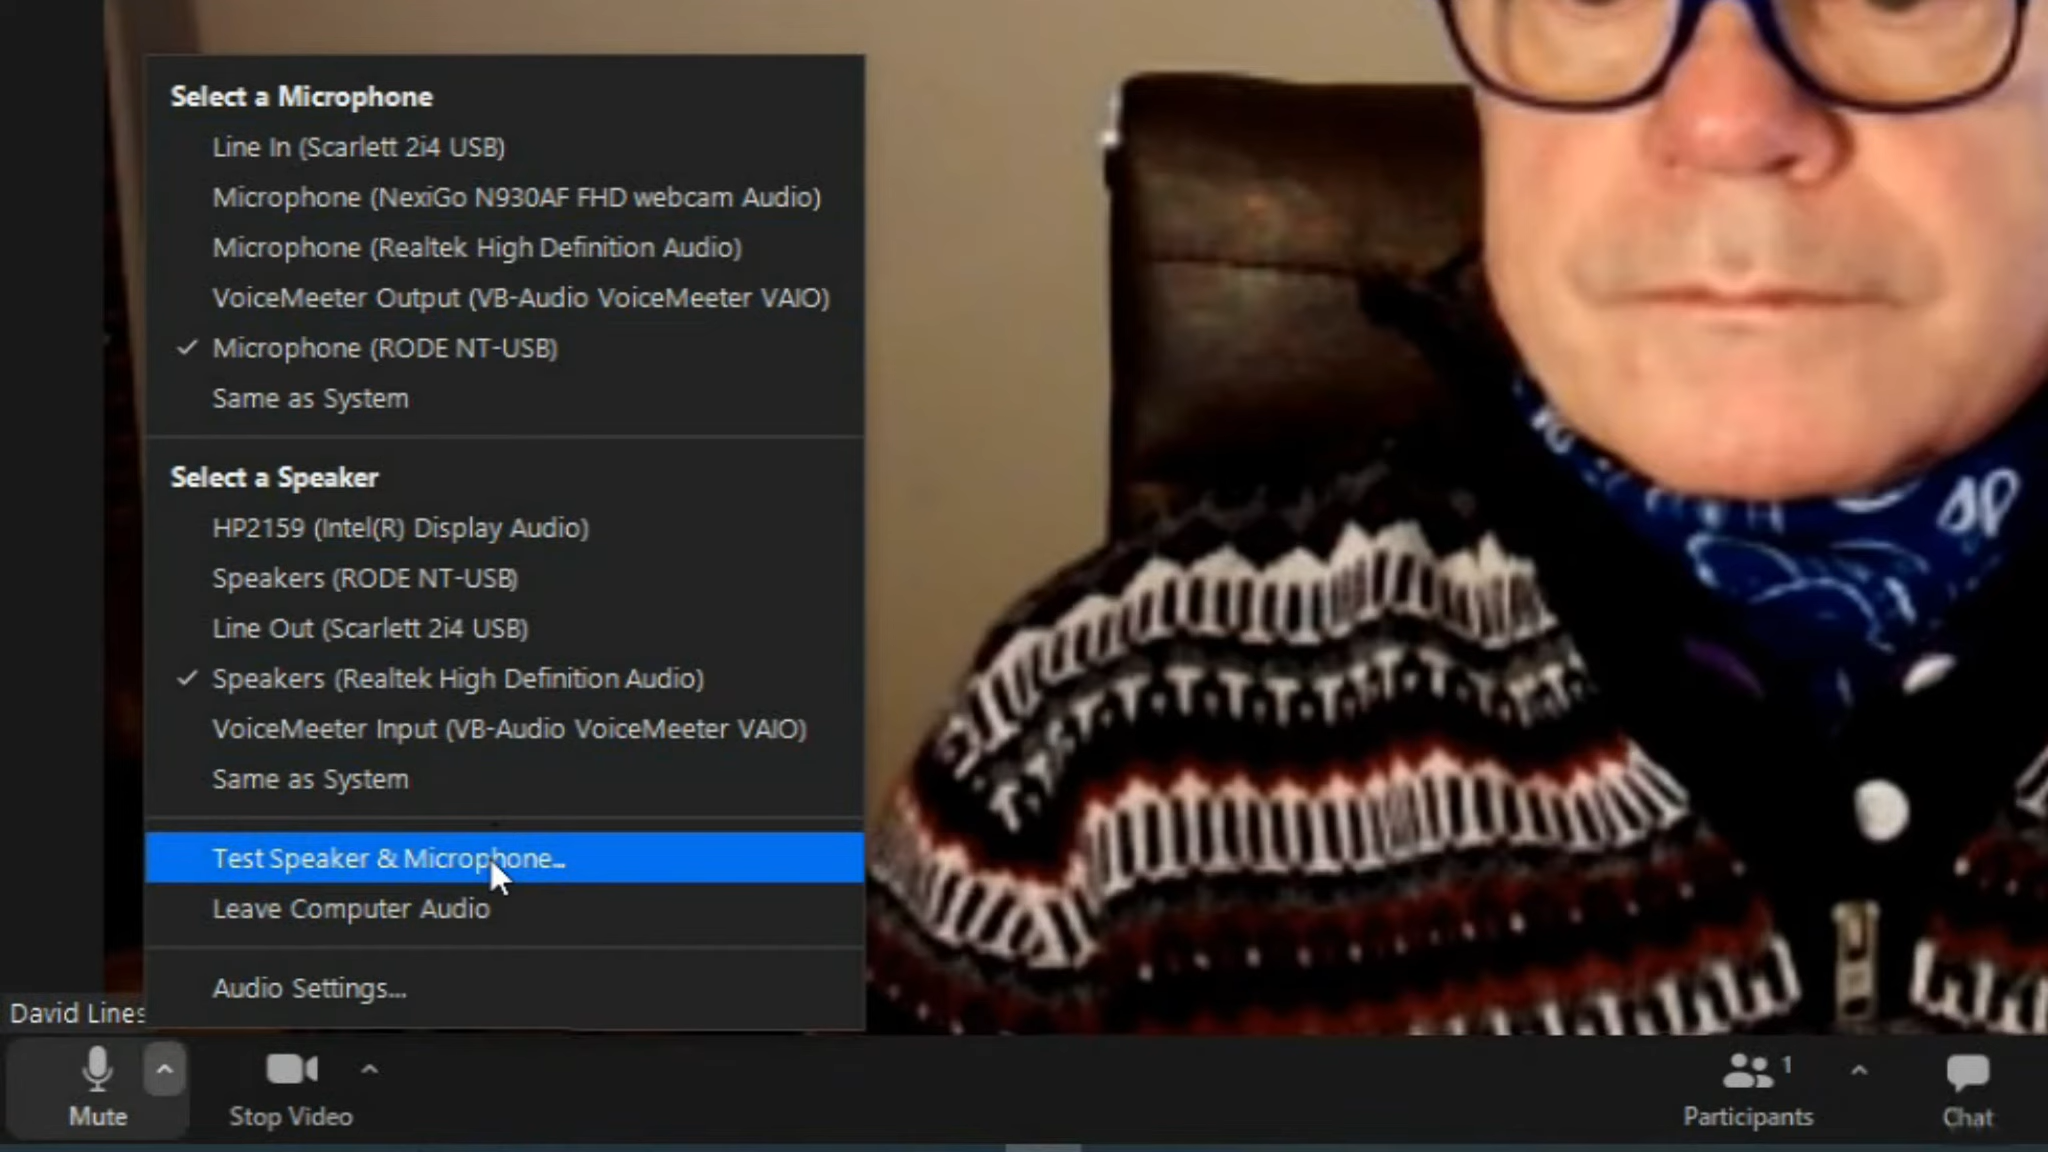 Select a Microphone
Line In (Scarlett 2i4 USB)
Microphone (NexiGo N930AF FHD webcam Audio)
Microphone (Realtek High Definition Audio)
VoiceMeeter Output (VB-Audio VoiceMeeter VAIO)
Microphone (RODE NT-USB)
Same as System
Select a Speaker
HP2159 (Intel(R) Display Audio)
Speakers (RODE NT-USB)
Line Out (Scarlett 2i4 USB)
Speakers (Realtek High Definition Audio)
VoiceMeeter Input (VB-Audio VoiceMeeter VAIO)
Same as System
Test Speaker & Microphone...
Leave Computer Audio
Audio Settings...
David Lines
Mute
Stop Video
1
Participants
Chat